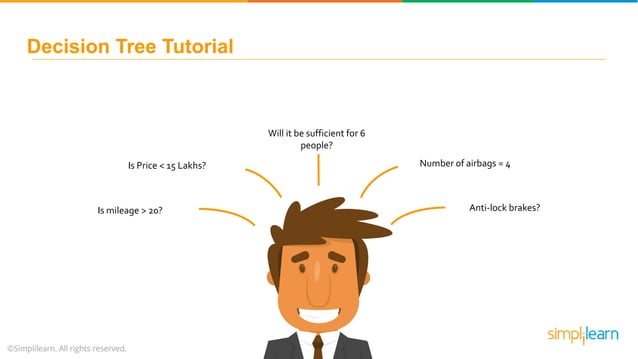 Decision Tree Tutorial
Will it be sufficient for 6
people?
Is Price < 15 Lakhs?
Number of airbags = 4
Is mileage > 20?
Anti-lock brakes?
©Simplilearn. All rights reserved.
simplilearn